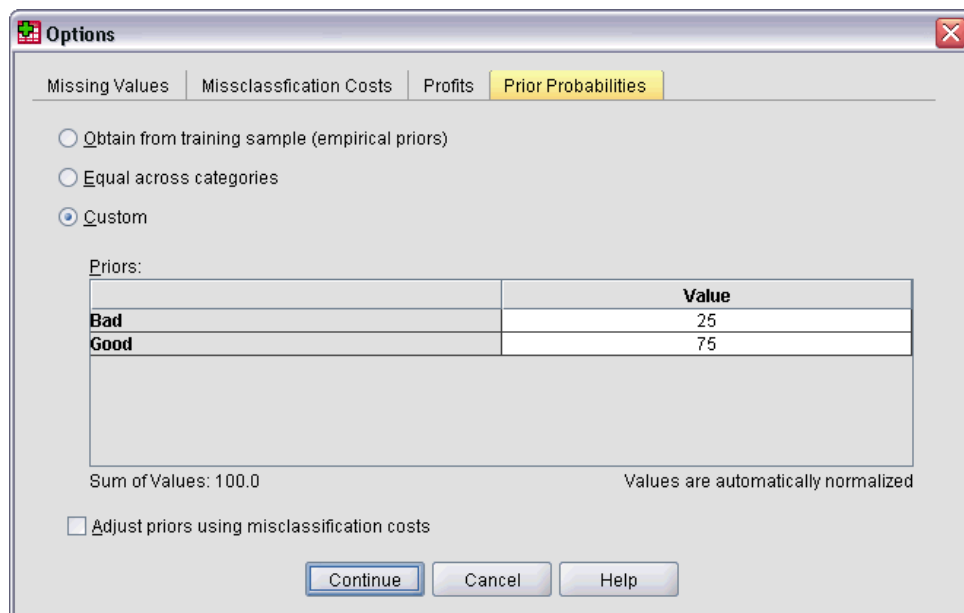 Options
Missing Values Missclassfication Costs Profits Prior Probabilities
Obtain from training sample (empirical priors)
Equal across categories
Custom
Priors:
Value
Bad 25
Good 75
Sum of Values: 100.0 Values are automatically normalized
Adjust priors using misclassification costs
Continue Cancel Help